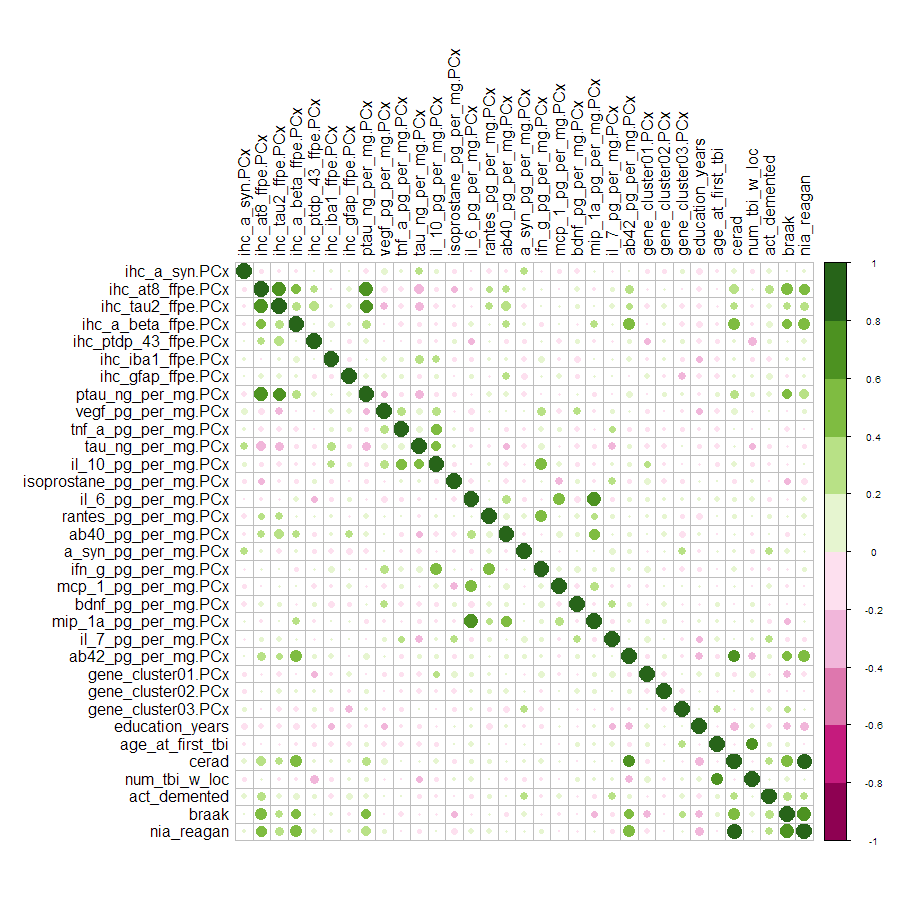 ihc_a_syn.PCx
ihc_at8_ffpe.PCx
ihc_tau2_ffpe.PCx
ihc_a_beta_ffpe.PCx
ihc_ptdp_43_ffpe.PCx
ihc_iba1_ffpe.PCx
ihc_gfap_ffpe.PCx
ptau_ng_per_mg.PCx
vegf_pg_per_mg.PCx
tnf_a_pg_per_mg.PCx
tau_ng_per_mg.PCx
il_10_pg_per_mg.PCx
isoprostane_pg_per_mg.PCx
il_6_pg_per_mg.PCx
rantes_pg_per_mg.PCx
ab40_pg_per_mg.PCx
a_syn_pg_per_mg.PCx
ifn_g_pg_per_mg.PCx
mcp_1_pg_per_mg.PCx
bdnf_pg_per_mg.PCx
mip_1a_pg_per_mg.PCx
il_7_pg_per_mg.PCx
ab42_pg_per_mg.PCx
gene_cluster01.PCx
gene_cluster02.PCx
gene_cluster03.PCx
education_years
age_at_first_tbi
cerad
num_tbi_w_loc
act_demented
braak
nia_reagan
ihc_a_syn.PCx
ihc_at8_ffpe.PCx
ihc_tau2_ffpe.PCx
ihc_a_beta_ffpe.PCx
ihc_ptdp_43_ffpe.PCx
ihc_iba1_ffpe.PCx
ihc_gfap_ffpe.PCx
ptau_ng_per_mg.PCx
vegf_pg_per_mg.PCx
tnf_a_pg_per_mg.PCx
tau_ng_per_mg.PCx
il_10_pg_per_mg.PCx
isoprostane_pg_per_mg.PCx
il_6_pg_per_mg.PCx
rantes_pg_per_mg.PCx
ab40_pg_per_mg.PCx
a_syn_pg_per_mg.PCx
ifn_g_pg_per_mg.PCx
mcp_1_pg_per_mg.PCx
bdnf_pg_per_mg.PCx
mip_1a_pg_per_mg.PCx
il_7_pg_per_mg.PCx
ab42_pg_per_mg.PCx
gene_cluster01.PCx
gene_cluster02.PCx
gene_cluster03.PCx
education_years
age_at_first_tbi
cerad
num_tbi_w_loc
act_demented
braak
nia_reagan
1
0.8
0.6
0.4
0.2
0
-0.2
-0.4
-0.6
-0.8
-1